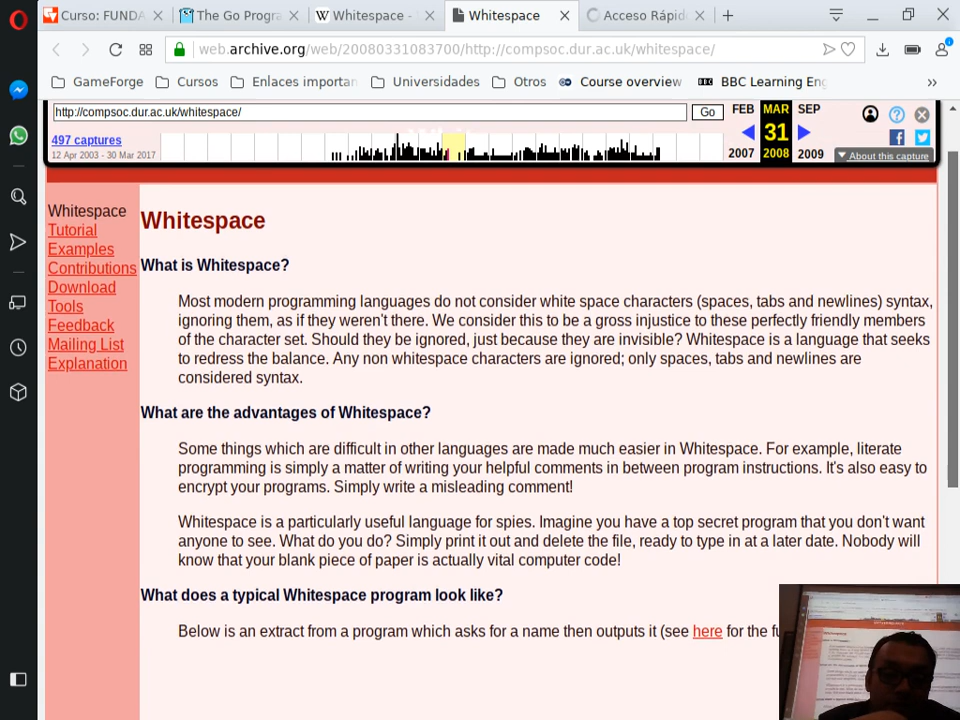 Curso: FUNDA
The Go Progra
Whitespace -
Whitespace
Acceso Rápid
web.archive.org/web/20080331083700/http://compsoc.dur.ac.uk/whitespace/
GameForge
Cursos
Enlaces importan
Universidades
Otros
Course overview
BBC Learning Eng
http://compsoc.dur.ac.uk/whitespace/
Go
FEB
MAR
SEP
497 captures
31
12 Apr 2003 - 30 Mar 2017
2007
2008
2009
About this capture
Whitespace
Tutorial
Examples
Contributions
Download
Tools
Feedback
Mailing List
Explanation
Whitespace
What is Whitespace?
Most modern programming languages do not consider white space characters (spaces, tabs and newlines) syntax,
ignoring them, as if they weren't there. We consider this to be a gross injustice to these perfectly friendly members
of the character set. Should they be ignored, just because they are invisible? Whitespace is a language that seeks
to redress the balance. Any non whitespace characters are ignored; only spaces, tabs and newlines are
considered syntax.
What are the advantages of Whitespace?
Some things which are difficult in other languages are made much easier in Whitespace. For example, literate
programming is simply a matter of writing your helpful comments in between program instructions. It's also easy to
encrypt your programs. Simply write a misleading comment!
Whitespace is a particularly useful language for spies. Imagine you have a top secret program that you don't want
anyone to see. What do you do? Simply print it out and delete the file, ready to type in at a later date. Nobody will
know that your blank piece of paper is actually vital computer code!
What does a typical Whitespace program look like?
Below is an extract from a program which asks for a name then outputs it (see here for the fu